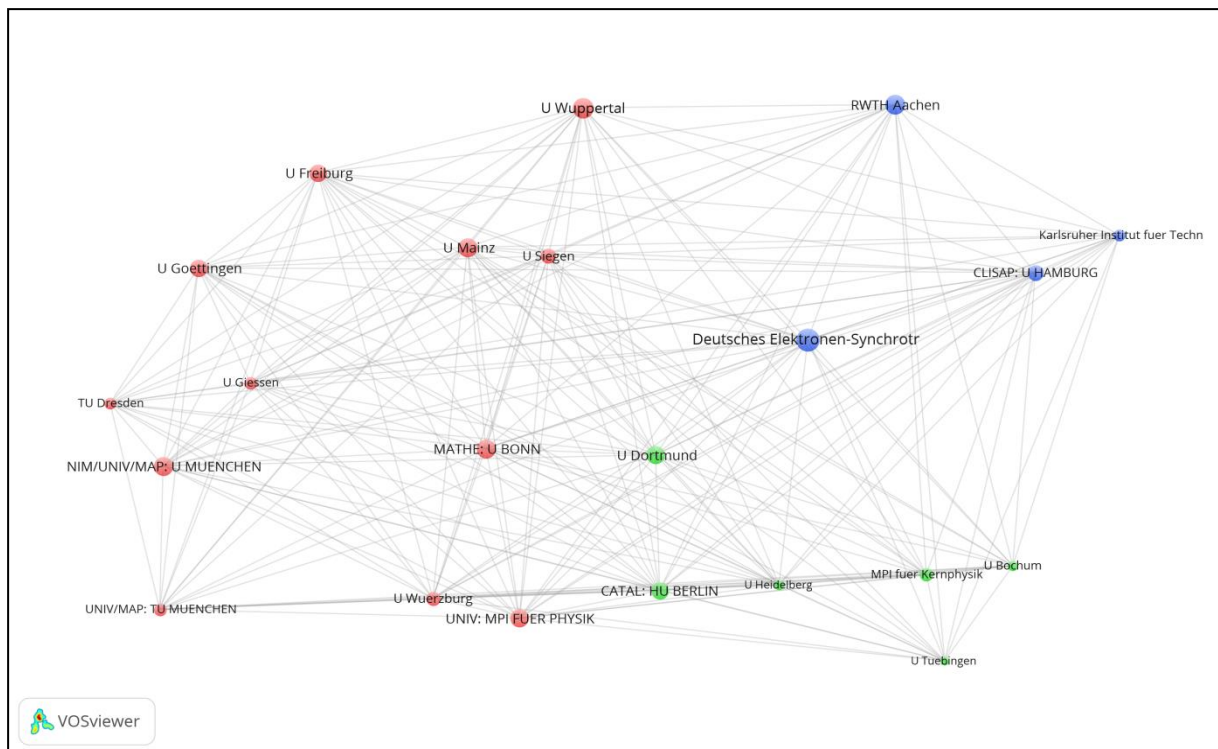 U Wuppertal
RWTH Aachen
U Freiburg
Karlsruher Institut fuer Techn
U Mainz
U Siegen
U Goettingen
CLISAP: U HAMBURG
Deutsches Elektronen-Synchrotr
U Giessen
TU Dresden
MATHE: U BONN
U Dortmund
NIM/UNIV/MAP: U MUENCHEN
U Bochum
MPI fuer Kernphysik
U Heidelberg
CATAL: HU BERLIN
U Wuerzburg
UNIV/MAP: TU MUENCHEN
UNIV: MPI FUER PHYSIK
U Tuebingen
VOSviewer